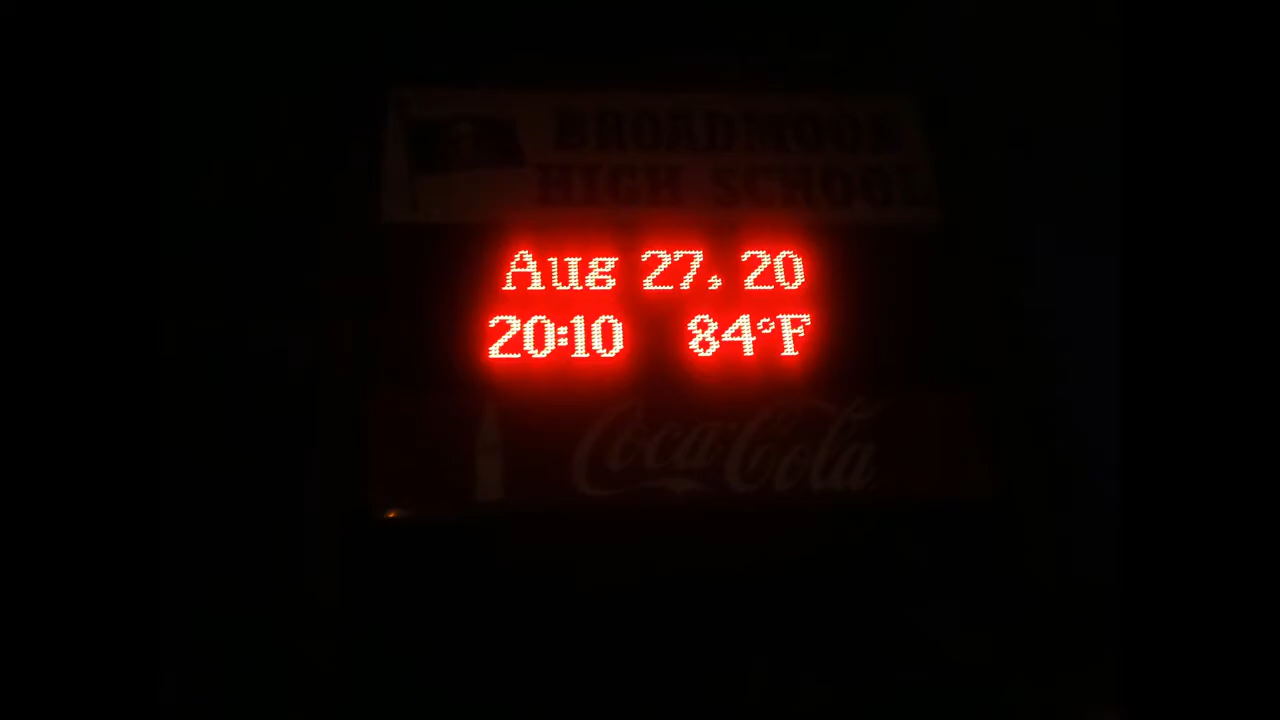 BROADMOOR
HIGH SCHOOL
Aug 27, 20
20:10 84°F
Coca-Cola